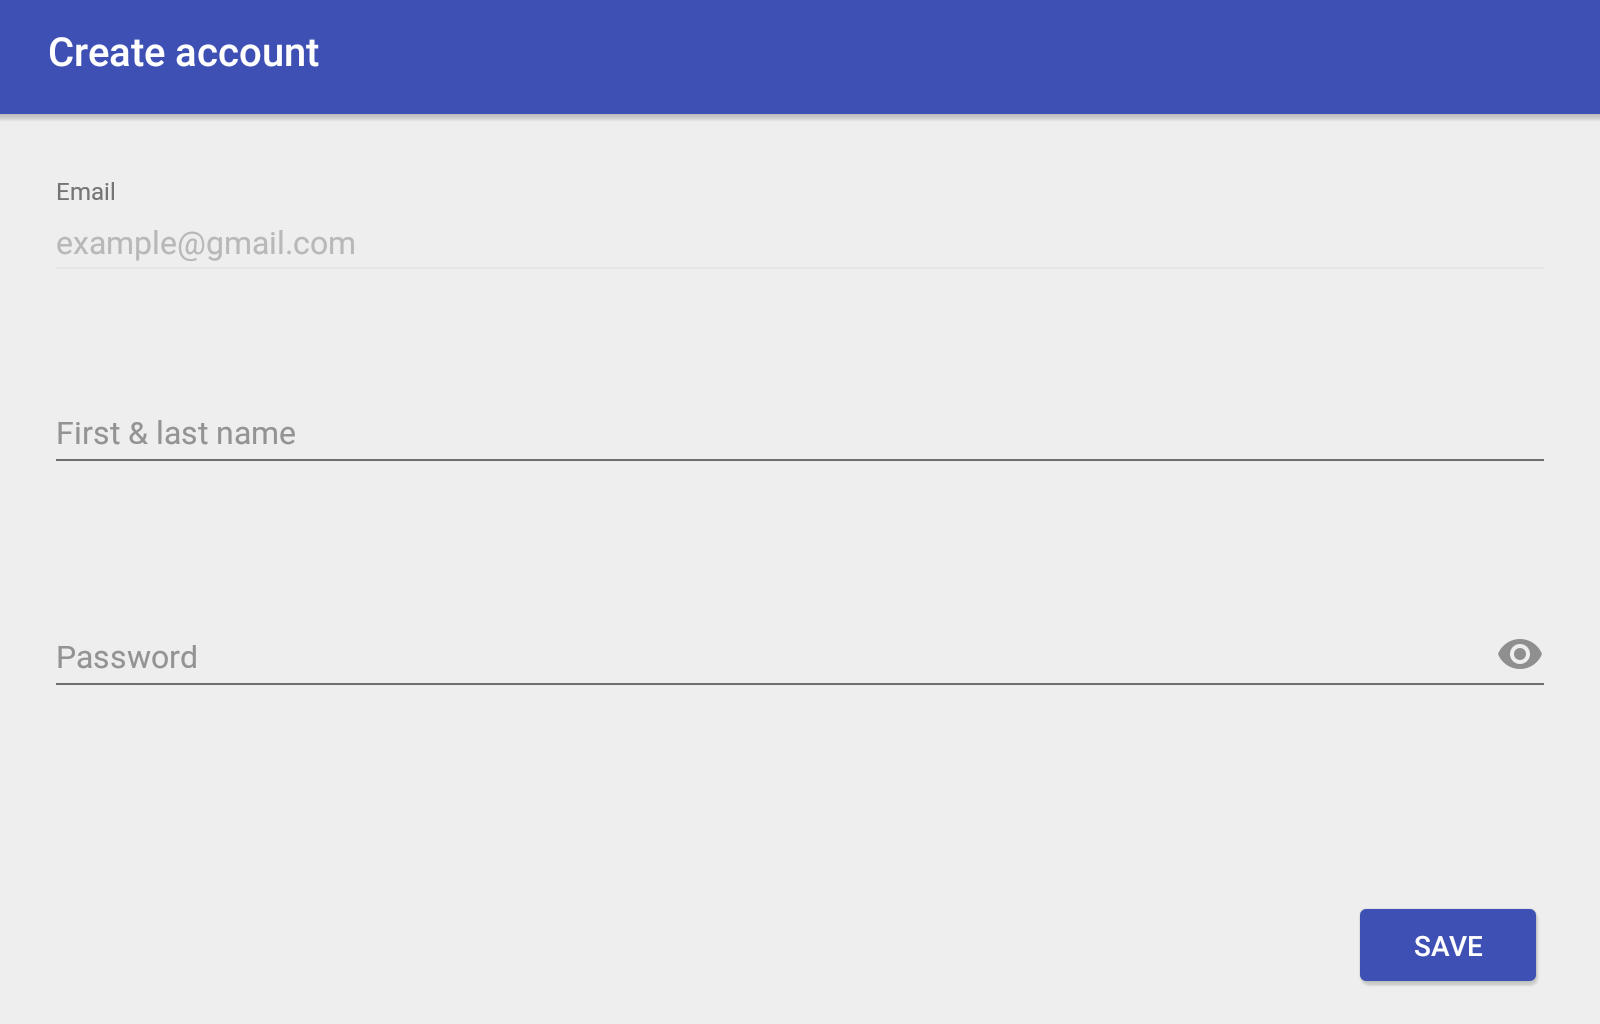 Create account
Email
example@gmail.com
First & last name
Password
SAVE